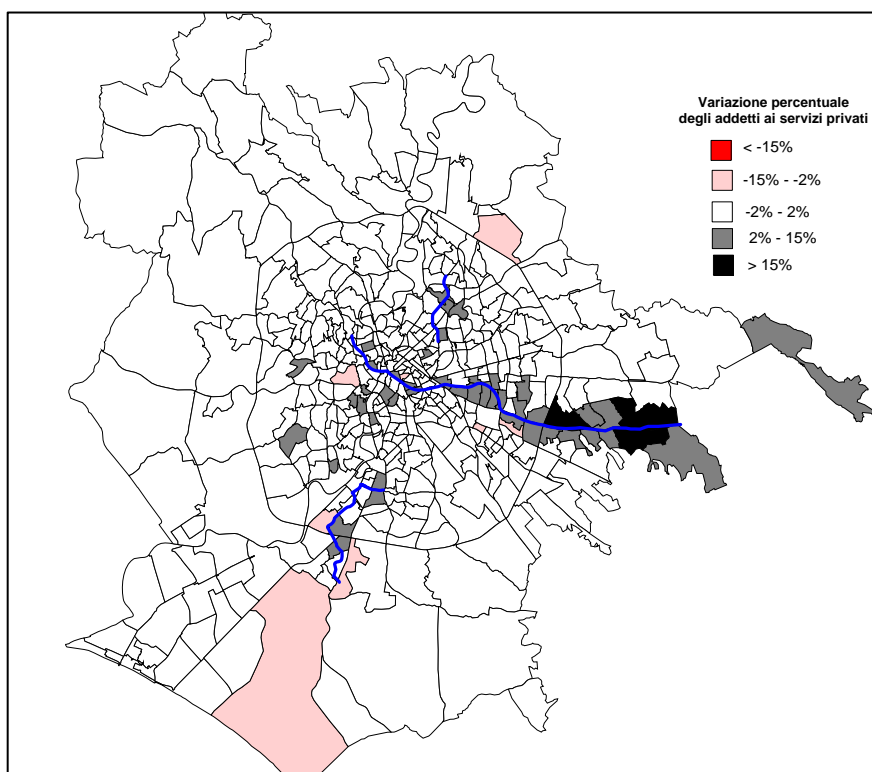 Variazione percentuale
degli addetti ai servizi privati
< -15%
-15% - -2%
-2% - 2%
2% - 15%
> 15%